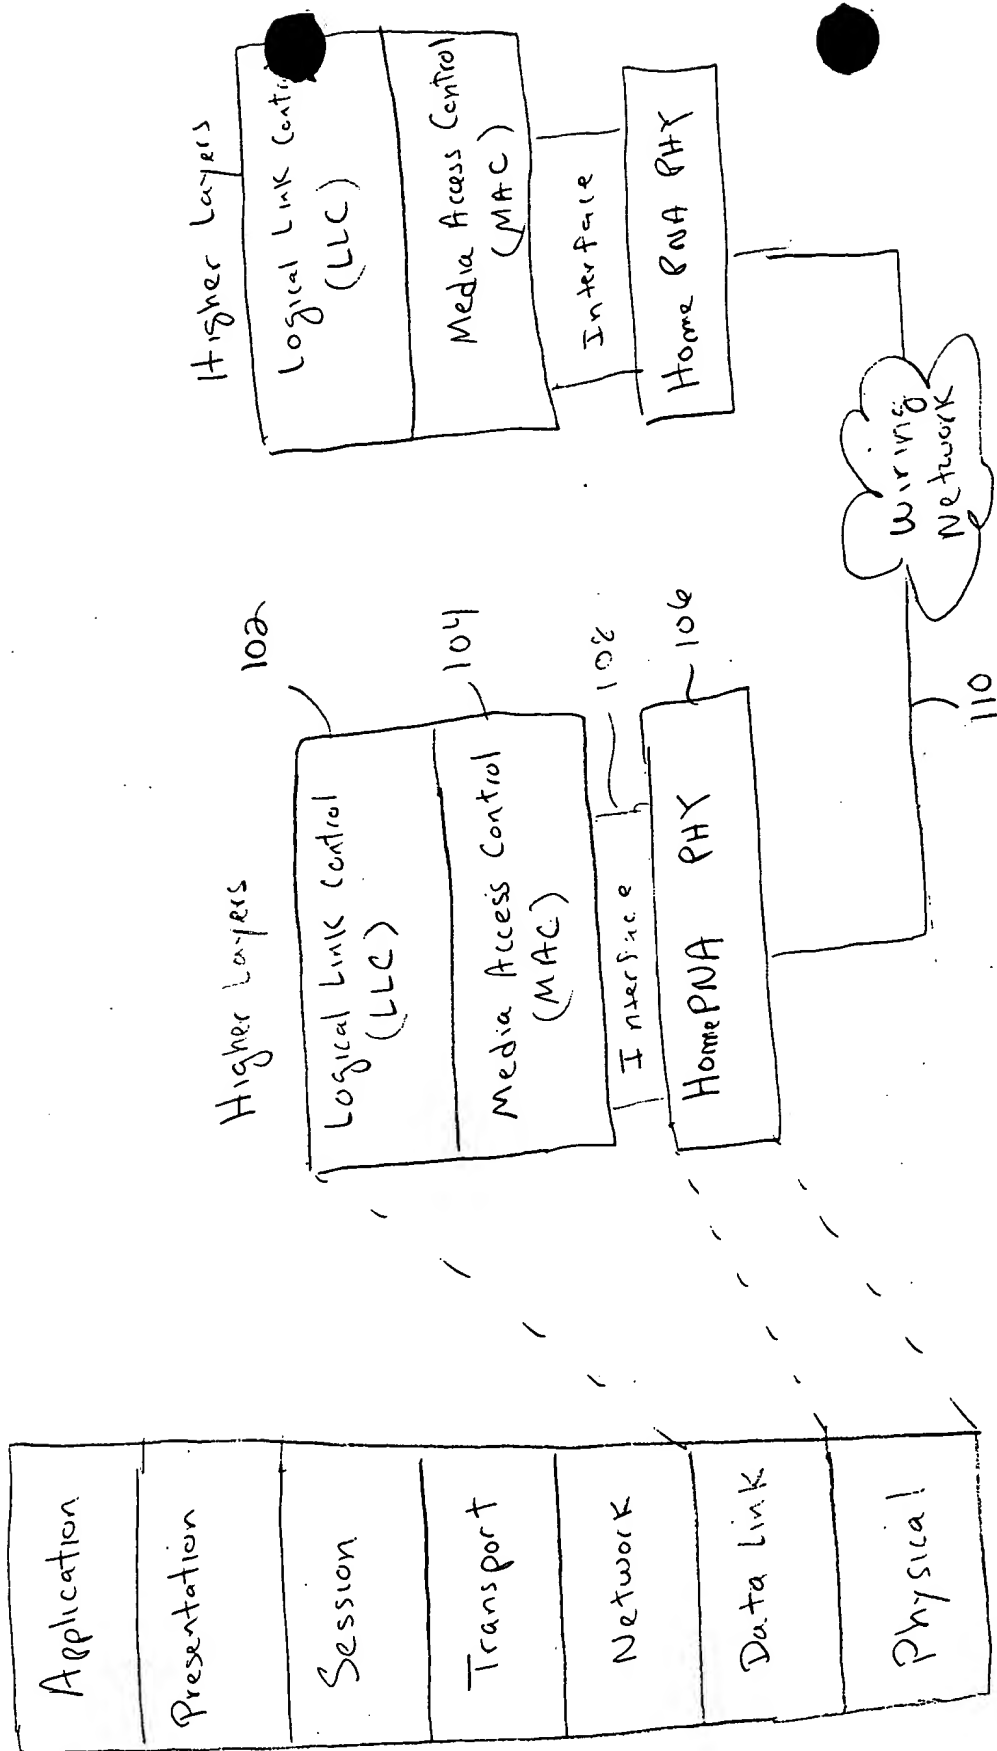 Application
Presentation
Session
Transport
Network
Data Link
Physical
Higher Layers
102
Logical Link Control
(LLC)
104
Media Access Control
(MAC)
Interface
108
HomePNA PHY
106
110
Higher Layers
Logical Link Contr
(LLC)
Media Access Control
(MAC)
Interface
Home PNA PHY
Wiring
Network